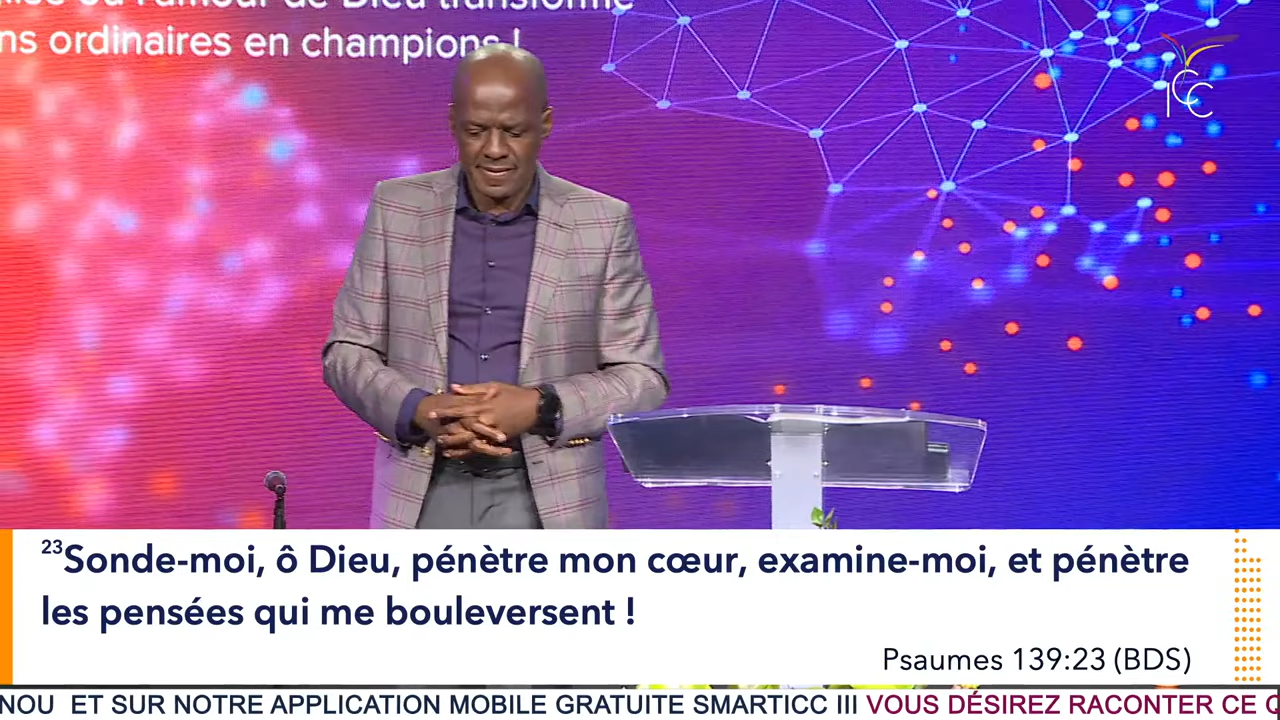 ns ordinaires en champions !
ICC
²³Sonde-moi, ô Dieu, pénètre mon cœur, examine-moi, et pénètre
les pensées qui me bouleversent !
Psaumes 139:23 (BDS)
NOU ET SUR NOTRE APPLICATION MOBILE GRATUITE SMARTICC III VOUS DÉSIREZ RACONTER CE